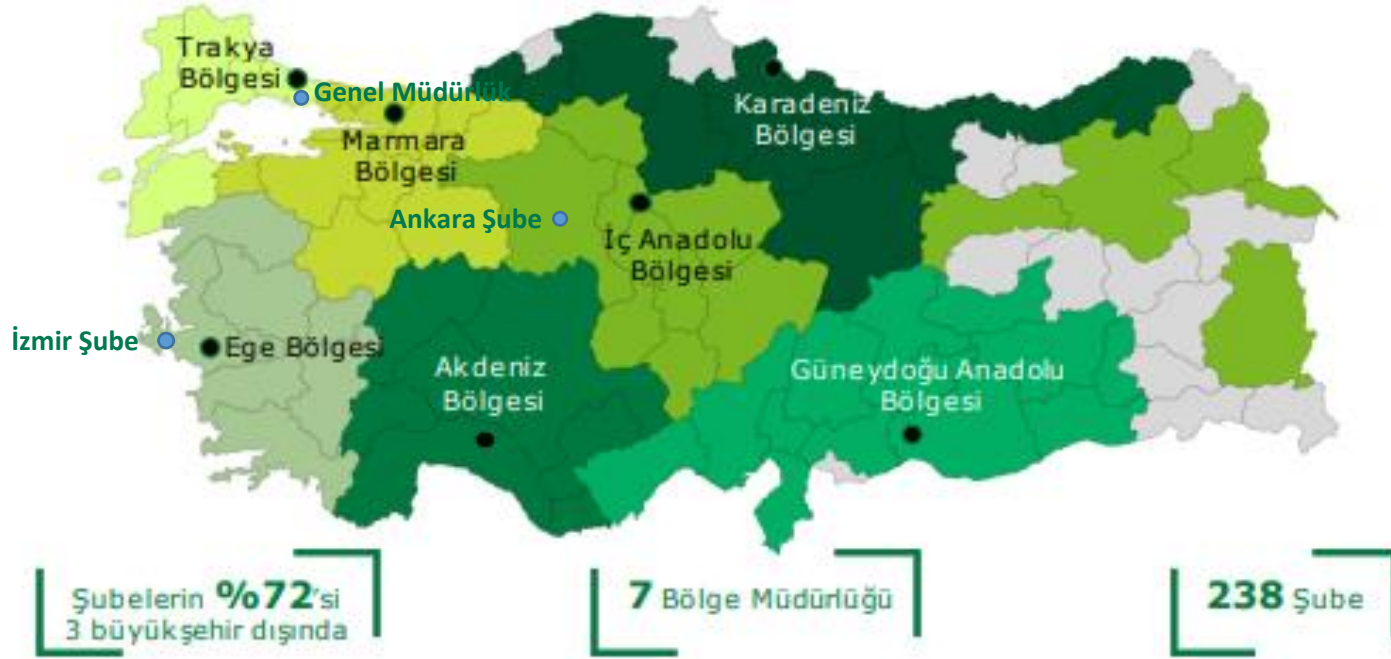 Trakya
Bölgesi
Genel Müdürlük
Marmara
Bölgesi
Karadeniz
Bölgesi
Ankara Şube
İç Anadolu
Bölgesi
İzmir Şube
Ege Bölgesi
Akdeniz
Bölgesi
Güneydoğu Anadolu
Bölgesi
Şubelerin %72'si
3 büyükşehir dışında
7 Bölge Müdürlüğü
238 Şube